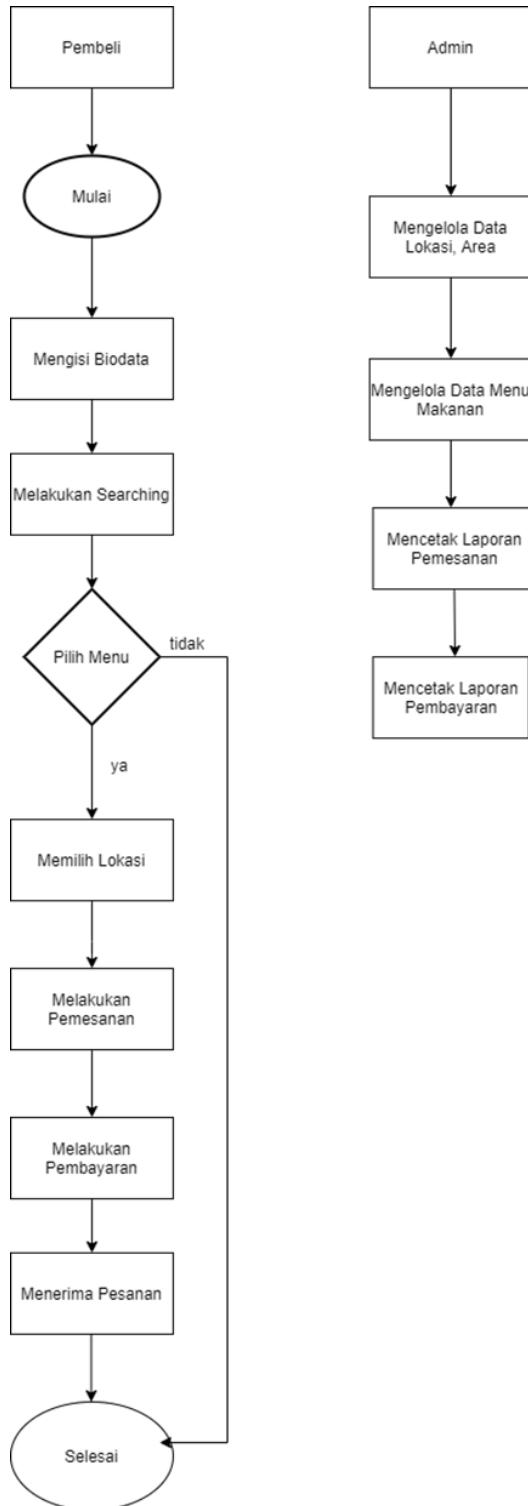 Pembeli
Mulai
Mengisi Biodata
Melakukan Searching
Pilih Menu
tidak
ya
Memilih Lokasi
Melakukan
Pemesanan
Melakukan
Pembayaran
Menerima Pesanan
Selesai
Admin
Mengelola Data
Lokasi, Area
Mengelola Data Menu
Makanan
Mencetak Laporan
Pemesanan
Mencetak Laporan
Pembayaran